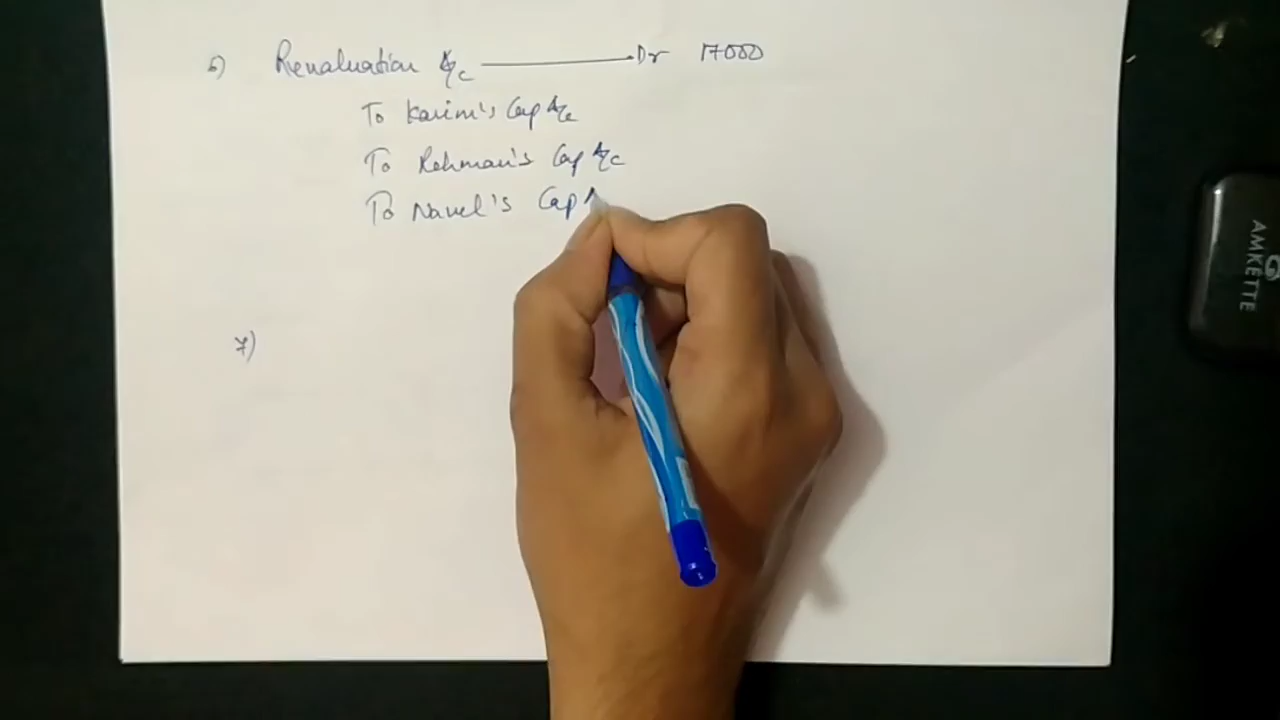 6) Revaluation A/c ———— Dr 17000
To Karim's Cap A/c
To Rehman's Cap A/c
To Navel's Cap A
7)
AMKETTE